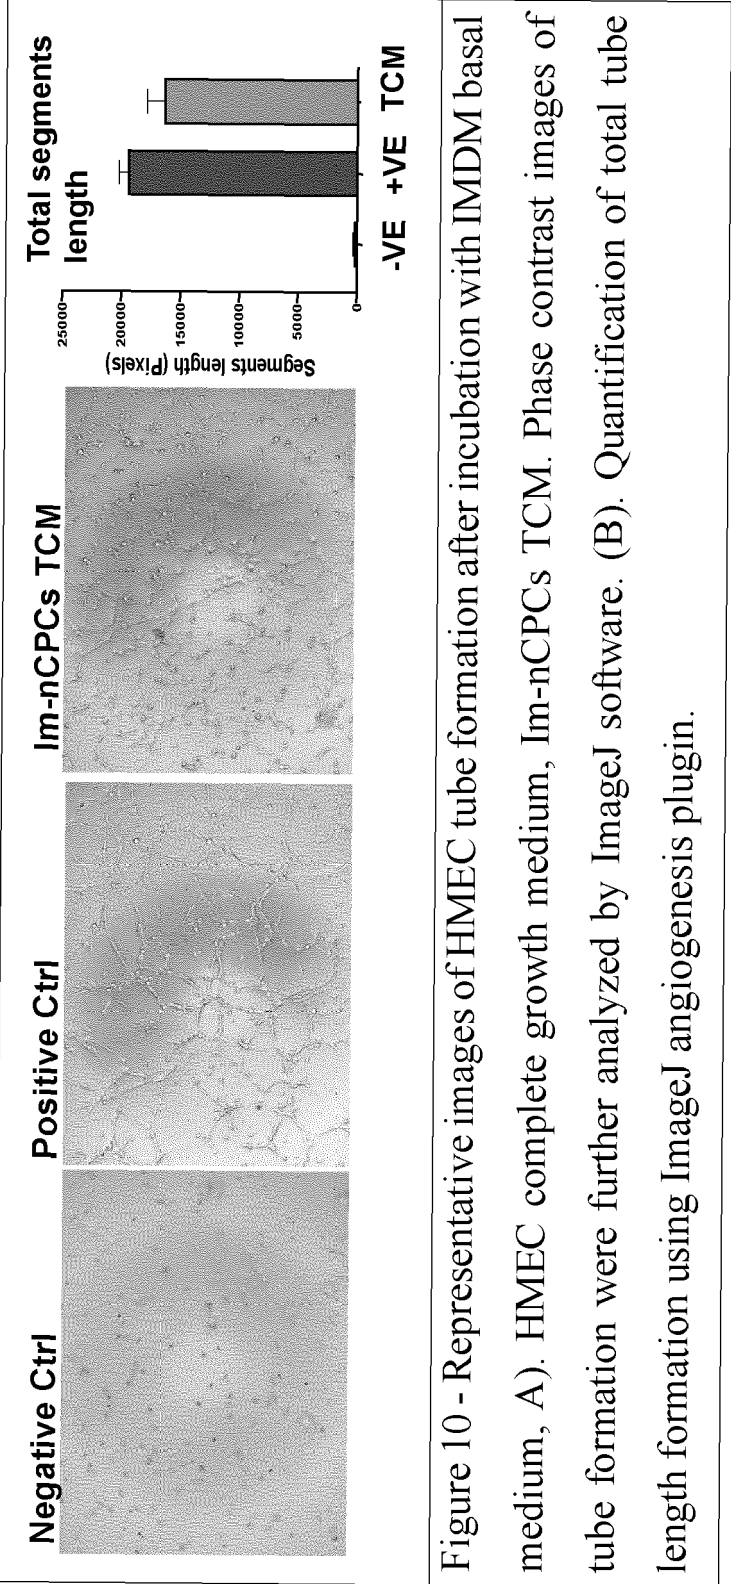 Negative Ctrl
Positive Ctrl
Im-nCPCs TCM
Total segments
length
Segments length (Pixels)
25000
20000
15000
10000
5000
0
-VE +VE TCM
Figure 10 - Representative images of HMEC tube formation after incubation with IMDM basal
medium, A). HMEC complete growth medium, Im-nCPCs TCM. Phase contrast images of
tube formation were further analyzed by ImageJ software. (B). Quantification of total tube
length formation using ImageJ angiogenesis plugin.